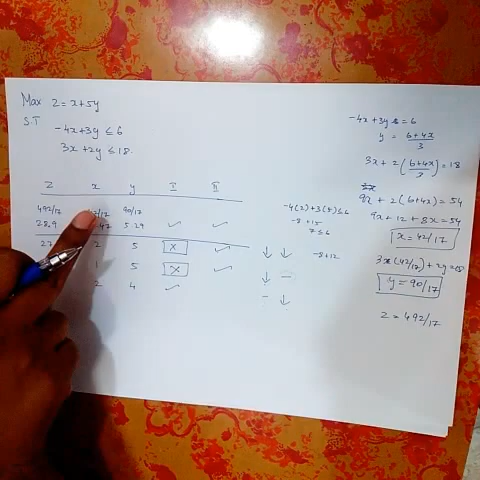 Max Z = x+5y
S.T
-4x+3y ≤ 6
3x+2y ≤ 18.
Z x y I II
492/17 /17 90/17
28.9 47 5.29 ✓ ✓
27 2 5 x ✓
1 5 x ✓
2 4 ✓
-4(2)+3(5) ≤ 6
-8+15
7 ≤ 6
-8+12
↓ ↓
↓ -
- ↓
-4x+3y = 6
y = 6+4x/3
3x + 2(6+4x/3) = 18
9x + 2(6+4x) = 54
9x+12+8x = 54
x = 42/17
3x(42/17)+2y=18
y = 90/17
Z = 492/17